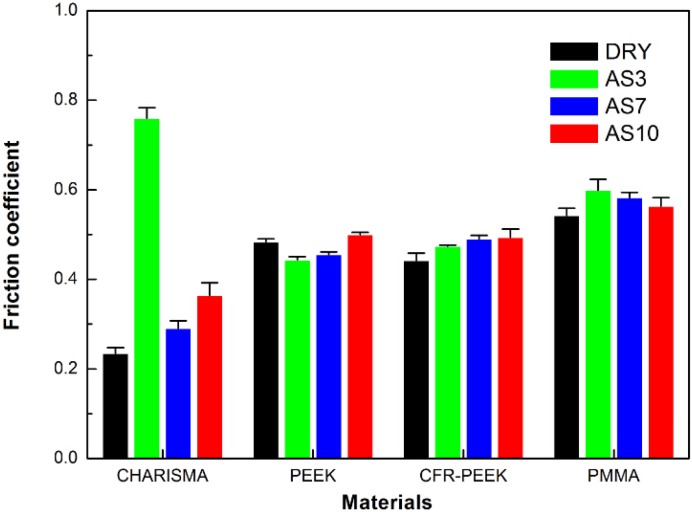 1.0
0.8
0.6
0.4
0.2
0.0
Friction coefficient
DRY
AS3
AS7
AS10
CHARISMA PEEK CFR-PEEK PMMA
Materials